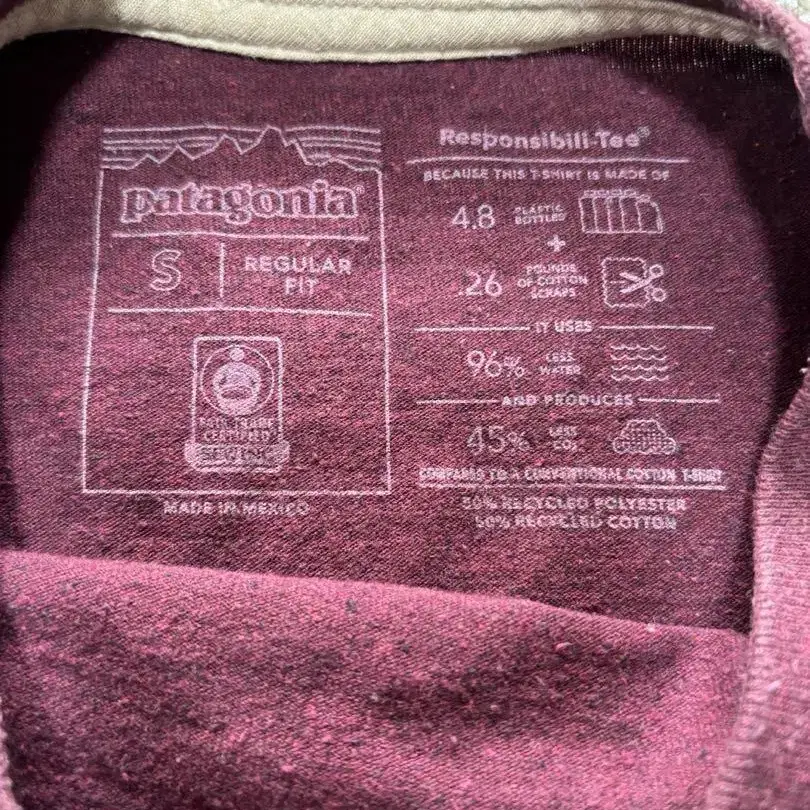 patagonia®
S
REGULAR
FIT
FAIR TRADE
CERTIFIED
SEWING
MADE IN MEXICO
Responsibili-Tee®
BECAUSE THIS T-SHIRT IS MADE OF
4.8 PLASTIC
BOTTLES
+
.26 POUNDS
OF COTTON
SCRAPS
IT USES
96% LESS
WATER
AND PRODUCES
45% LESS
CO₂
COMPARED TO A CONVENTIONAL COTTON T-SHIRT
50% RECYCLED POLYESTER
50% RECYCLED COTTON